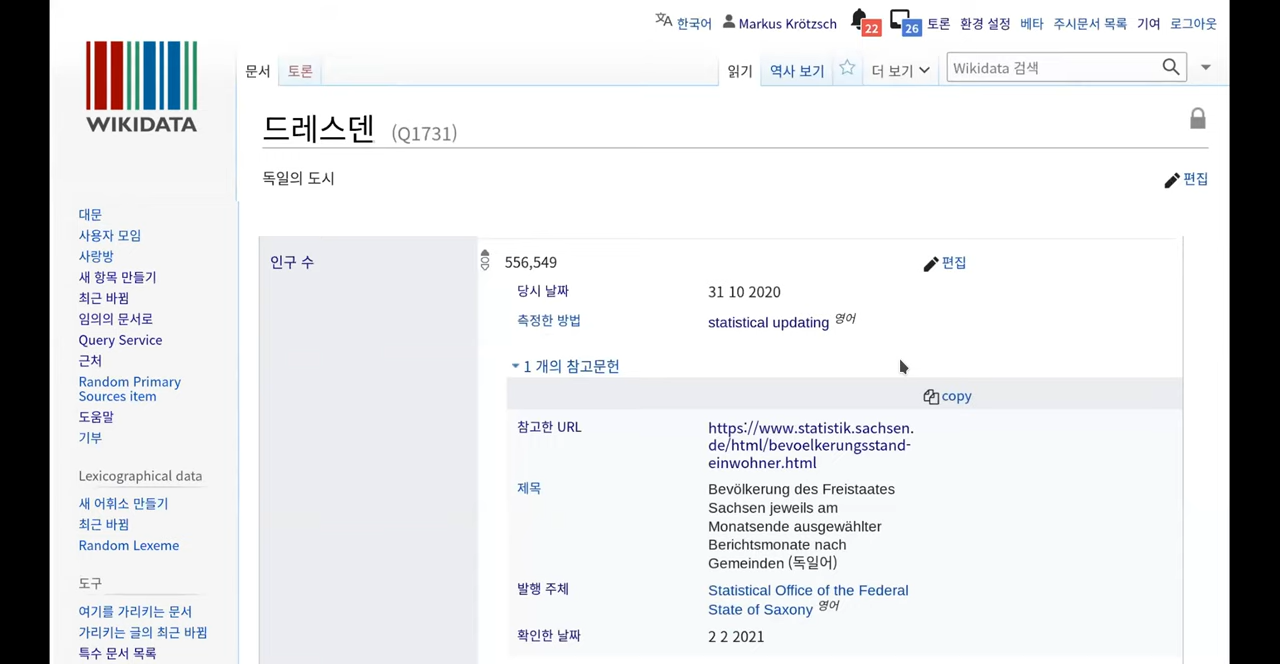 한국어 Markus Krötzsch 22 26 토론 환경 설정 베타 주시문서 목록 기여 로그아웃
WIKIDATA
문서 토론 읽기 역사 보기 더 보기 Wikidata 검색
드레스덴 (Q1731)
독일의 도시 편집
대문
사용자 모임
사랑방
새 항목 만들기
최근 바뀜
임의의 문서로
Query Service
근처
Random Primary
Sources item
도움말
기부
Lexicographical data
새 어휘소 만들기
최근 바뀜
Random Lexeme
도구
여기를 가리키는 문서
가리키는 글의 최근 바뀜
특수 문서 목록
인구 수 556,549 편집
당시 날짜 31 10 2020
측정한 방법 statistical updating 영어
1 개의 참고문헌
copy
참고한 URL https://www.statistik.sachsen.
de/html/bevoelkerungsstand-
einwohner.html
제목 Bevölkerung des Freistaates
Sachsen jeweils am
Monatsende ausgewählter
Berichtsmonate nach
Gemeinden (독일어)
발행 주체 Statistical Office of the Federal
State of Saxony 영어
확인한 날짜 2 2 2021